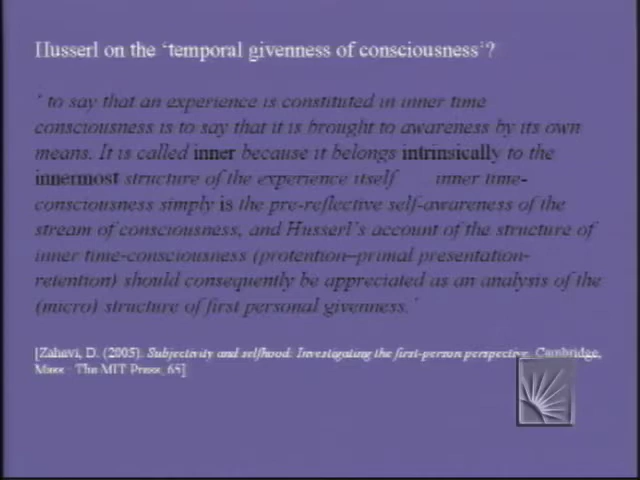 Husserl on the 'temporal givenness of consciousness'?
' to say that an experience is constituted in inner time
consciousness is to say that it is brought to awareness by its own
means. It is called inner because it belongs intrinsically to the
innermost structure of the experience itself inner time-
consciousness simply is the pre-reflective self-awareness of the
stream of consciousness, and Husserl's account of the structure of
inner time-consciousness (protention–primal presentation-
retention) should consequently be appreciated as an analysis of the
(micro) structure of first personal givenness.'
[Zahavi, D. (2005). Subjectivity and selfhood: Investigating the first-person perspective. Cambridge,
Mass.: The MIT Press, 65]